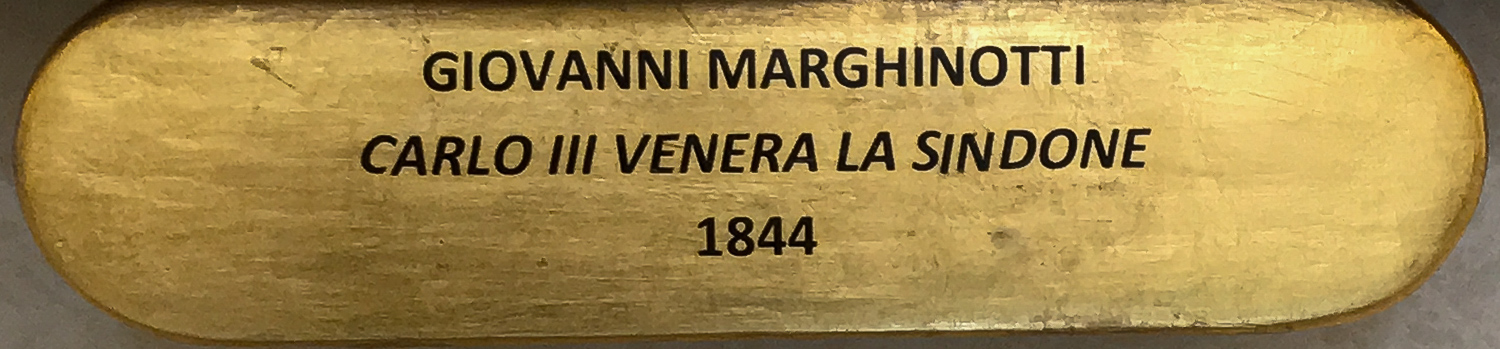 GIOVANNI MARGHINOTTI
CARLO III VENERA LA SINDONE
1844